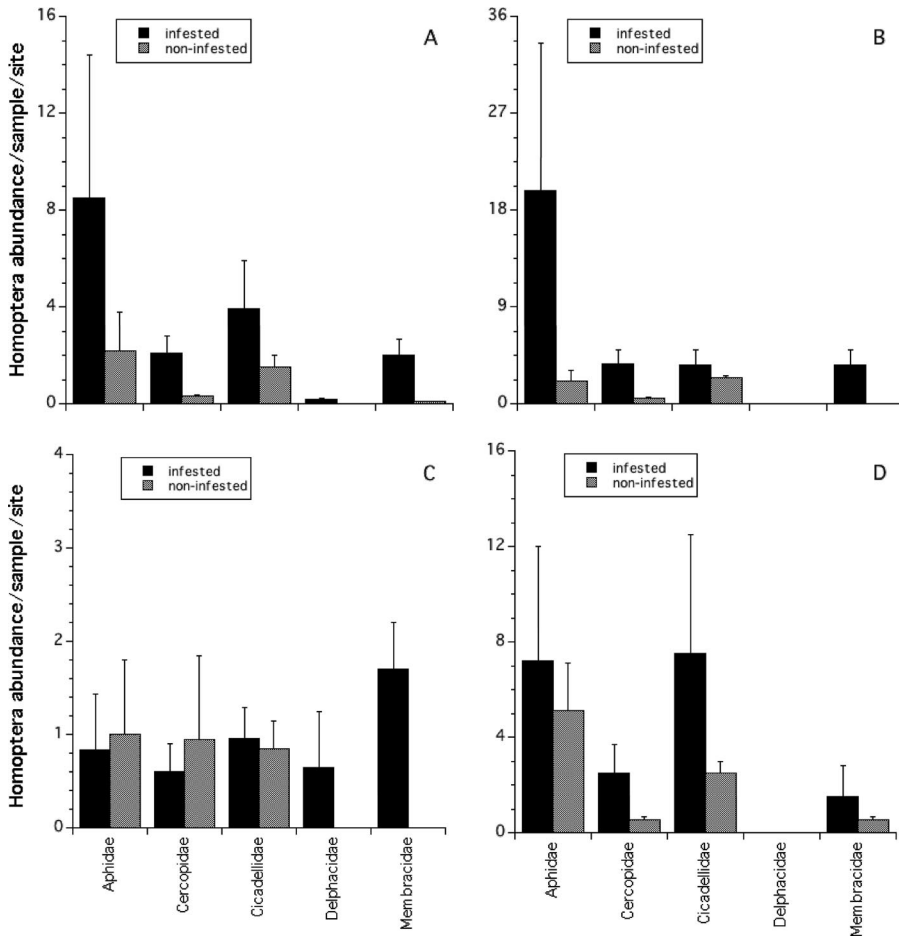 Homoptera abundance/sample/site
16
12
8
4
0
infested
non-infested
A
36
27
18
9
0
infested
non-infested
B
Homoptera abundance/sample/site
4
3
2
1
0
infested
non-infested
C
Aphidae
Cercopidae
Cicadellidae
Delphacidae
Membracidae
16
12
8
4
0
infested
non-infested
D
Aphidae
Cercopidae
Cicadellidae
Delphacidae
Membracidae